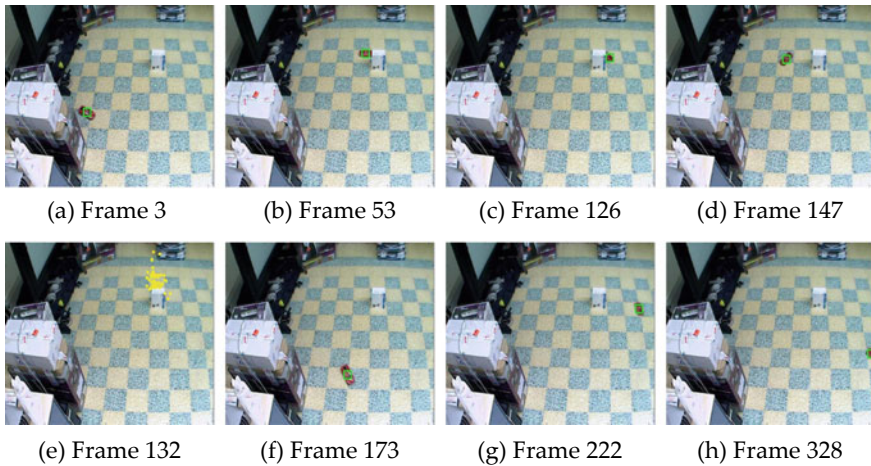 (a) Frame 3
(b) Frame 53
(c) Frame 126
(d) Frame 147
(e) Frame 132
(f) Frame 173
(g) Frame 222
(h) Frame 328